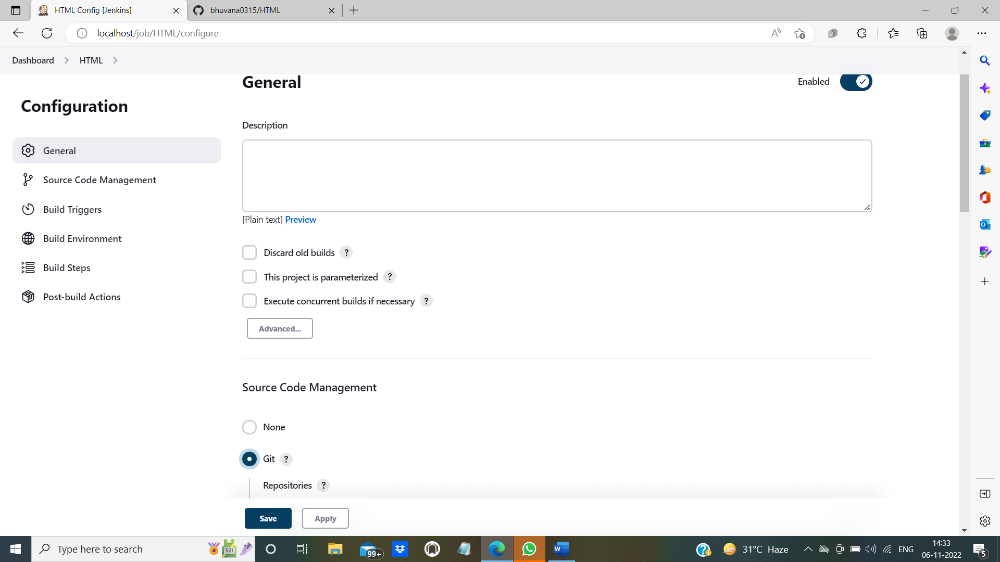 HTML Config [Jenkins]
bhuvana0315/HTML
localhost/job/HTML/configure
Dashboard
HTML
General
Enabled
Configuration
Description
General
Source Code Management
Build Triggers
[Plain text] Preview
Build Environment
Discard old builds ?
Build Steps
This project is parameterized ?
Post-build Actions
Execute concurrent builds if necessary ?
Advanced...
Source Code Management
None
Git ?
Repositories ?
Save
Apply
Type here to search
521
99+
31°C Haze
ENG
14:33
06-11-2022
5